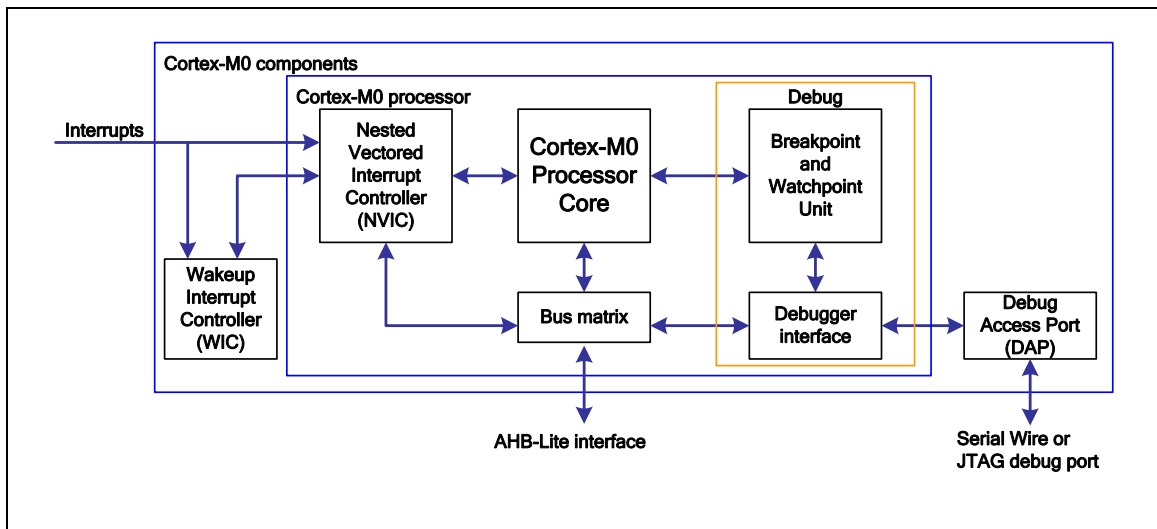 Cortex-M0 components
Cortex-M0 processor
Debug
Interrupts
Nested
Vectored
Interrupt
Controller
(NVIC)
Cortex-M0
Processor
Core
Breakpoint
and
Watchpoint
Unit
Wakeup
Interrupt
Controller
(WIC)
Bus matrix
Debugger
interface
Debug
Access Port
(DAP)
AHB-Lite interface
Serial Wire or
JTAG debug port